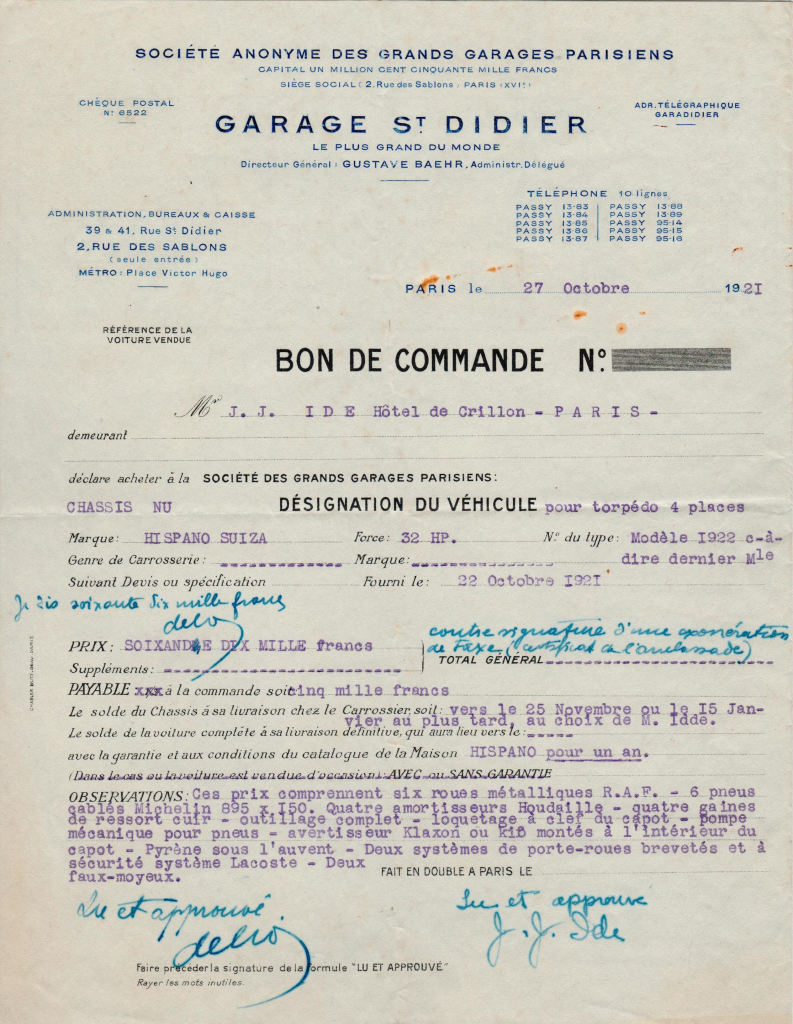 SOCIÉTÉ ANONYME DES GRANDS GARAGES PARISIENS
CAPITAL UN MILLION CENT CINQUANTE MILLE FRANCS
SIÈGE SOCIAL ( 2, Rue des Sablons : PARIS (XVIᵉ)
CHÈQUE POSTAL
Nº 6522
ADR. TÉLÉGRAPHIQUE
GARADIDIER
GARAGE Sᵀ DIDIER
LE PLUS GRAND DU MONDE
Directeur Général : GUSTAVE BAEHR, Administr. Délégué
TÉLÉPHONE 10 lignes
PASSY 13-83 PASSY 13-88
PASSY 13-84 PASSY 13-89
PASSY 13-85 PASSY 95-14
PASSY 13-86 PASSY 95-15
PASSY 13-87 PASSY 95-16
ADMINISTRATION, BUREAUX & CAISSE
39 & 41, Rue Sᵗ Didier
2, RUE DES SABLONS
(seule entrée)
MÉTRO : Place Victor Hugo
PARIS le 27 Octobre 1921
RÉFÉRENCE DE LA
VOITURE VENDUE
BON DE COMMANDE Nº
Mʳ J. J. IDE Hôtel de Crillon - PARIS -
demeurant
déclare acheter à la SOCIÉTÉ DES GRANDS GARAGES PARISIENS :
CHASSIS NU DÉSIGNATION DU VÉHICULE pour torpédo 4 places
Marque : HISPANO SUIZA Force : 32 HP. Nº du type : Modèle 1922 c-à-
Genre de Carrosserie : Marque : dire dernier Mle
Suivant Devis ou spécification Fourni le : 22 Octobre 1921
Je dis soixante dix mille francs
contre signature d'une exonération
PRIX : SOIXANDTE DIX MILLE francs
de Taxe (certificat de l'ambassade)
Suppléments : TOTAL GÉNÉRAL
PAYABLE xxx à la commande soit cinq mille francs
Le solde du Chassis à sa livraison chez le Carrossier, soit : vers le 25 Novembre ou le 15 Jan-
vier au plus tard, au choix de M. Idde.
Le solde de la voiture complète à sa livraison définitive, qui aura lieu vers le :
avec la garantie et aux conditions du catalogue de la Maison HISPANO pour un an.
(Dans le cas ou la voiture est vendue d'occasion) : AVEC ou SANS GARANTIE
OBSERVATIONS : Ces prix comprennent six roues métalliques R.A.F. - 6 pneus
cablés Michelin 895 x 150. Quatre amortisseurs Houdaille - quatre gaines
de ressort cuir - outillage complet - loquetage à clef du capot - pompe
mécanique pour pneus - avertisseur Klaxon ou montés à l'intérieur du
capot - Pyrène sous l'auvent - Deux systèmes de porte-roues brevetés et à
sécurité système Lacoste - Deux
faux-moyeux.
FAIT EN DOUBLE A PARIS LE
Lu et approuvé.
Lu et approuvé
J. J. Ide
Faire précéder la signature de la formule "LU ET APPROUVÉ"
Rayer les mots inutiles.